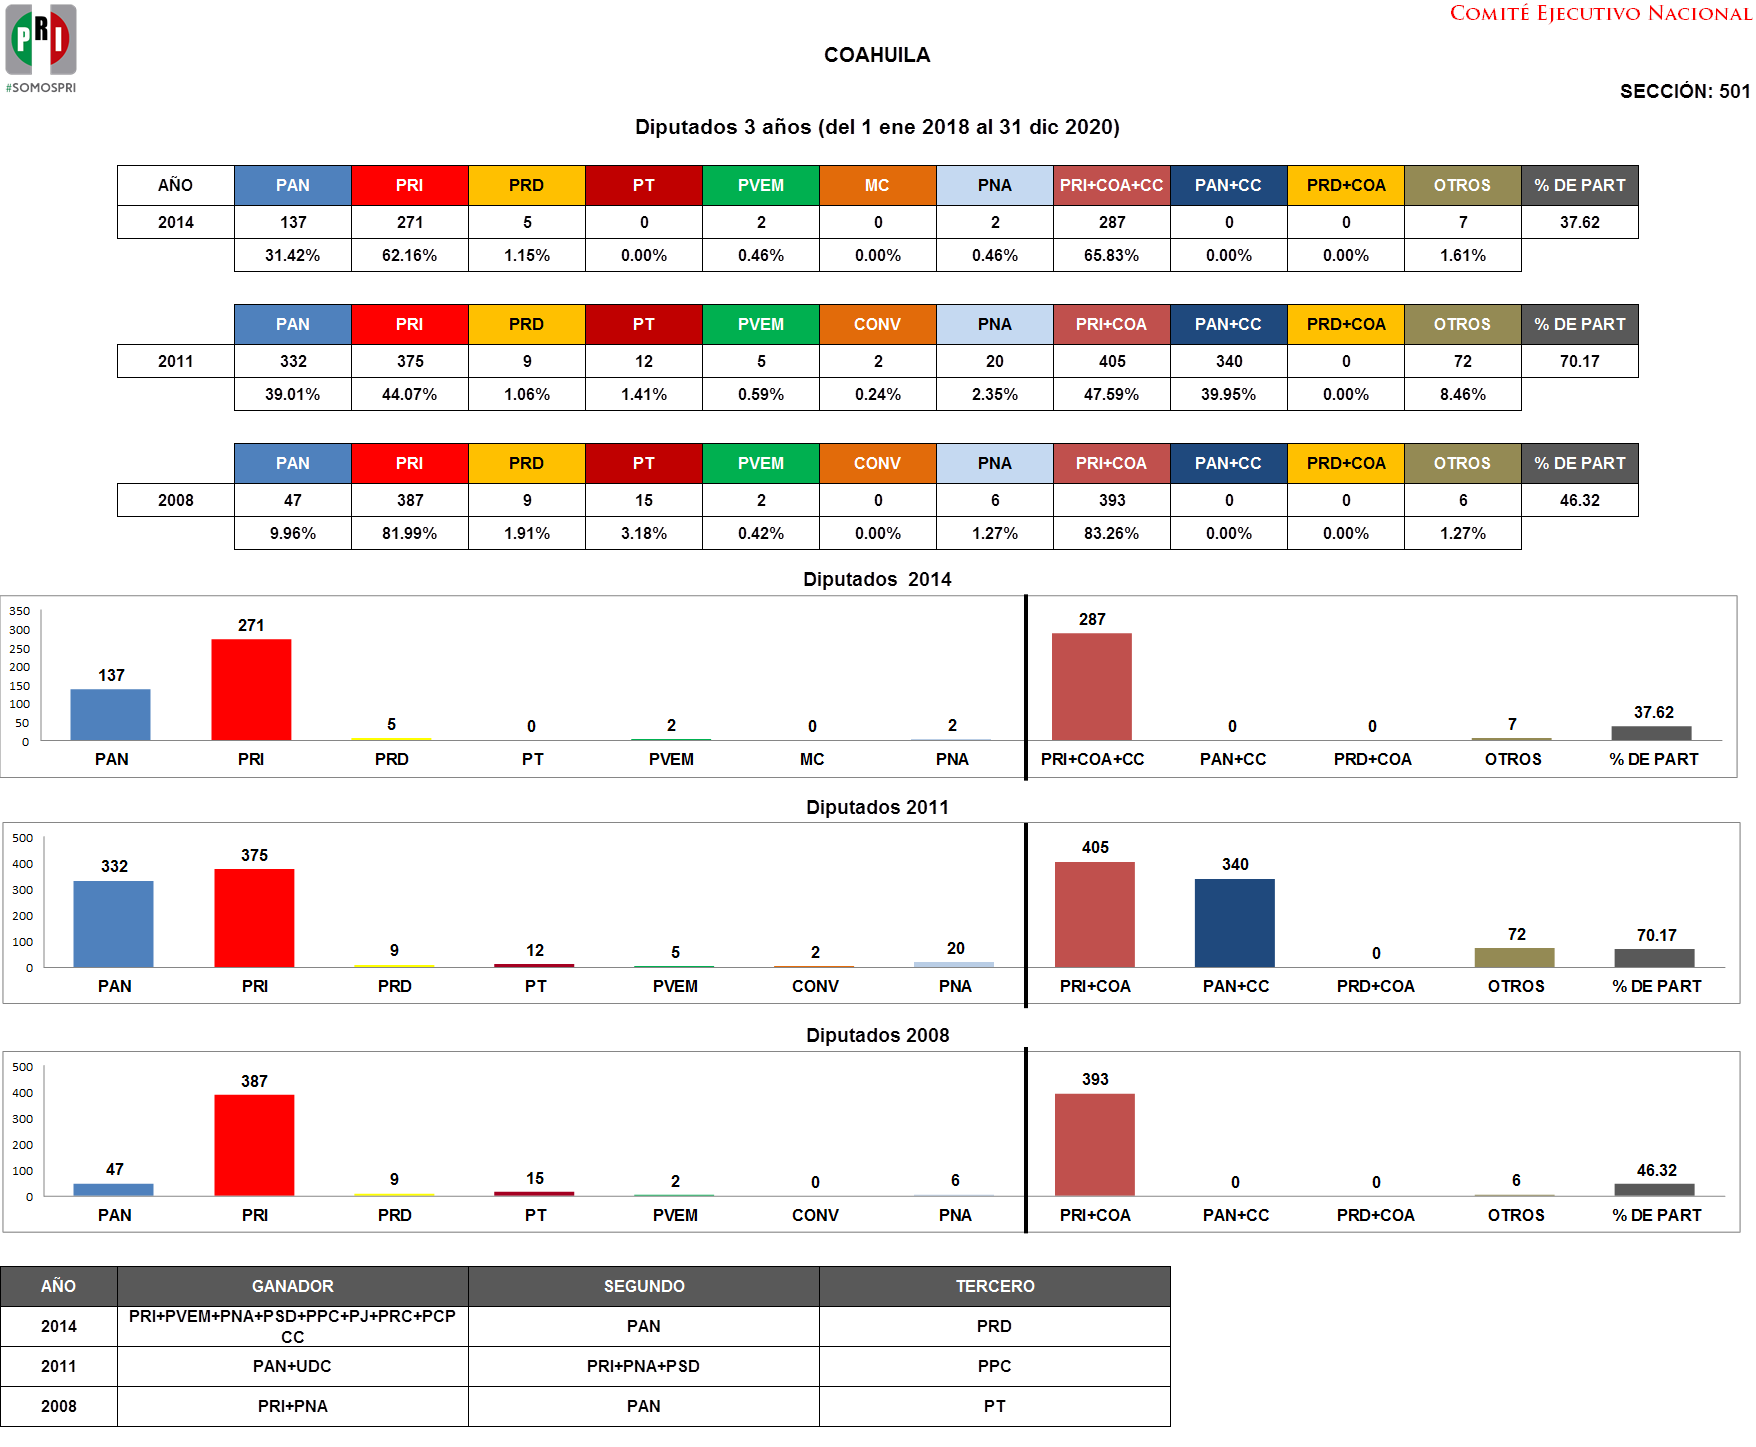 PRI
#SOMOSPRI
COMITÉ EJECUTIVO NACIONAL
COAHUILA
SECCIÓN: 501
Diputados 3 años (del 1 ene 2018 al 31 dic 2020)
AÑO PAN PRI PRD PT PVEM MC PNA PRI+COA+CC PAN+CC PRD+COA OTROS % DE PART
2014 137 271 5 0 2 0 2 287 0 0 7 37.62
31.42% 62.16% 1.15% 0.00% 0.46% 0.00% 0.46% 65.83% 0.00% 0.00% 1.61%
PAN PRI PRD PT PVEM CONV PNA PRI+COA PAN+CC PRD+COA OTROS % DE PART
2011 332 375 9 12 5 2 20 405 340 0 72 70.17
39.01% 44.07% 1.06% 1.41% 0.59% 0.24% 2.35% 47.59% 39.95% 0.00% 8.46%
PAN PRI PRD PT PVEM CONV PNA PRI+COA PAN+CC PRD+COA OTROS % DE PART
2008 47 387 9 15 2 0 6 393 0 0 6 46.32
9.96% 81.99% 1.91% 3.18% 0.42% 0.00% 1.27% 83.26% 0.00% 0.00% 1.27%
Diputados 2014
350
300
250
200
150
100
50
0
137 271 5 0 2 0 2 287 0 0 7 37.62
PAN PRI PRD PT PVEM MC PNA PRI+COA+CC PAN+CC PRD+COA OTROS % DE PART
Diputados 2011
500
400
300
200
100
0
332 375 9 12 5 2 20 405 340 0 72 70.17
PAN PRI PRD PT PVEM CONV PNA PRI+COA PAN+CC PRD+COA OTROS % DE PART
Diputados 2008
500
400
300
200
100
0
47 387 9 15 2 0 6 393 0 0 6 46.32
PAN PRI PRD PT PVEM CONV PNA PRI+COA PAN+CC PRD+COA OTROS % DE PART
AÑO GANADOR SEGUNDO TERCERO
2014 PRI+PVEM+PNA+PSD+PPC+PJ+PRC+PCP CC PAN PRD
2011 PAN+UDC PRI+PNA+PSD PPC
2008 PRI+PNA PAN PT